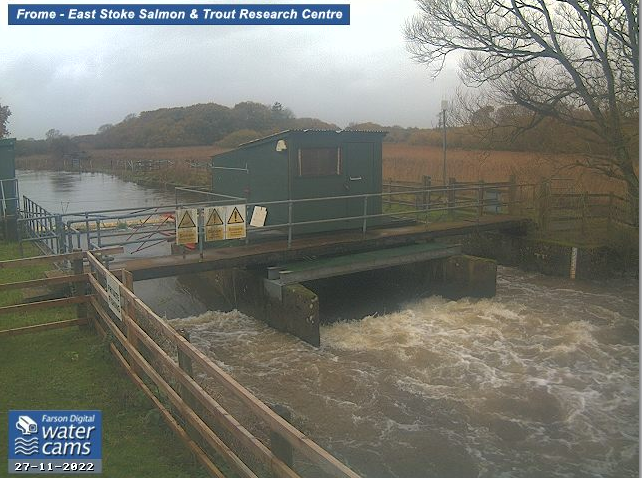 Frome - East Stoke Salmon & Trout Research Centre
Farson Digital
water
cams
27-11-2022